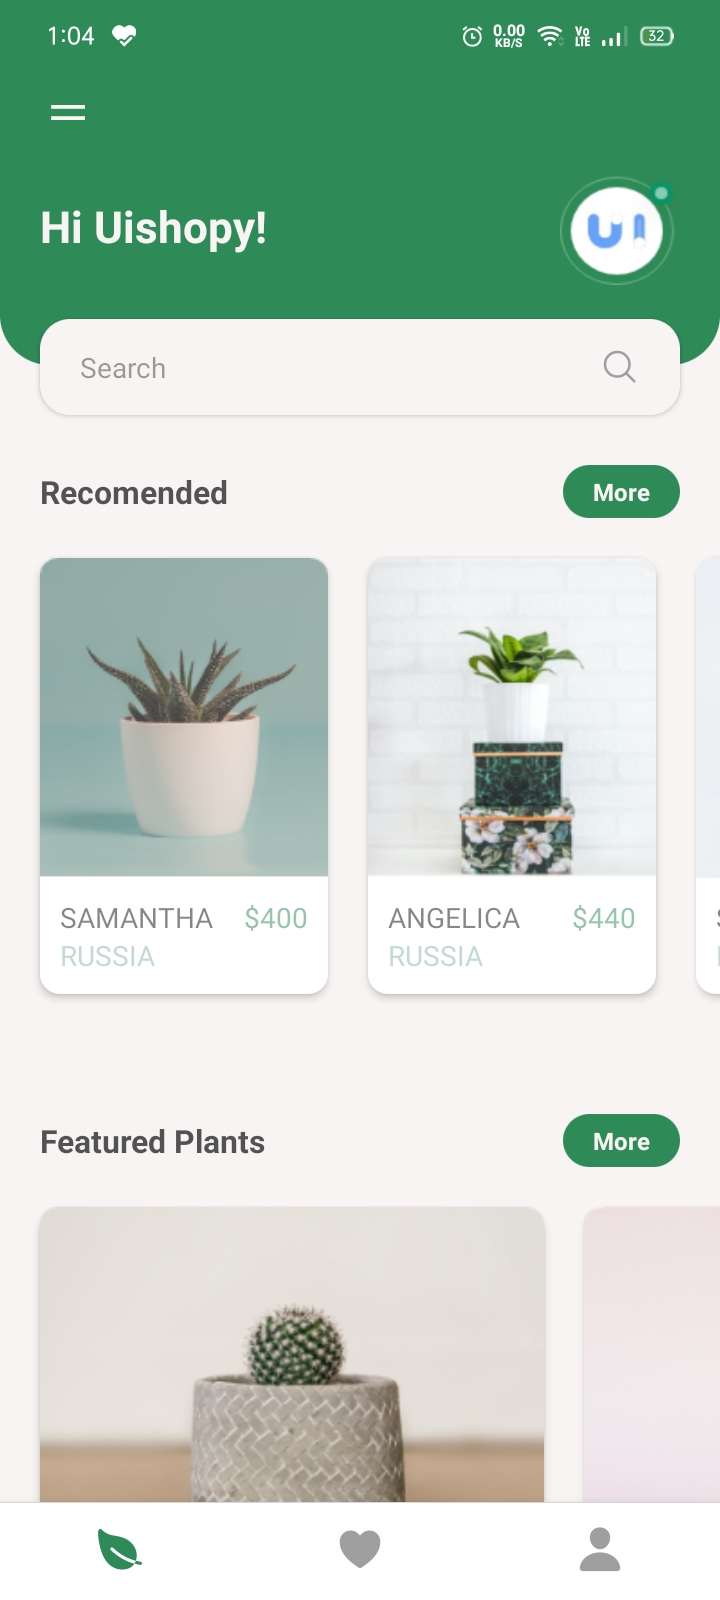 1:04
0.00
KB/S
Vo
LTE
32
Hi Uishopy!
UI
Search
Recomended
More
SAMANTHA $400
RUSSIA
ANGELICA $440
RUSSIA
Featured Plants
More